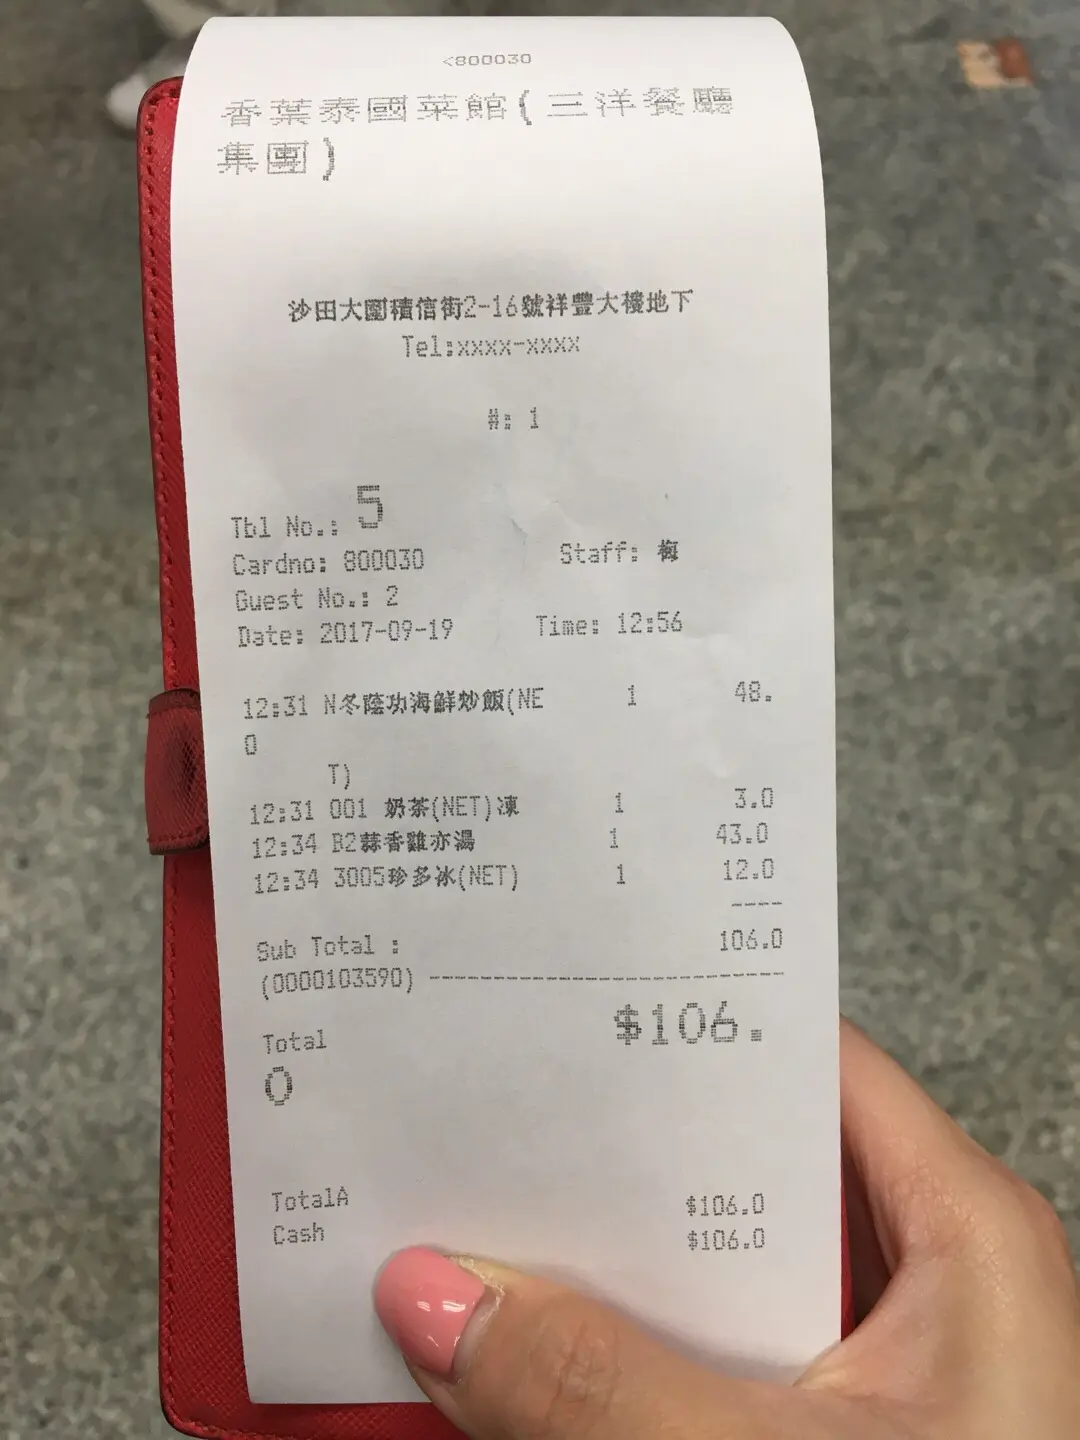 <800030
香葉泰國菜館(三洋餐廳
集團)
沙田大圍積信街2-16號祥豐大樓地下
Tel:xxxx-xxxx
#: 1
Tbl No.: 5
Cardno: 800030 Staff: 梅
Guest No.: 2
Date: 2017-09-19 Time: 12:56
12:31 N冬蔭功海鮮炒飯(NE 1 48.
0
T)
12:31 001 奶茶(NET)凍 1 3.0
12:34 B2蒜香雞亦湯 1 43.0
12:34 3005珍多冰(NET) 1 12.0
----
Sub Total : 106.0
(0000103590) --------------------------
Total $106.
0
TotalA $106.0
Cash $106.0